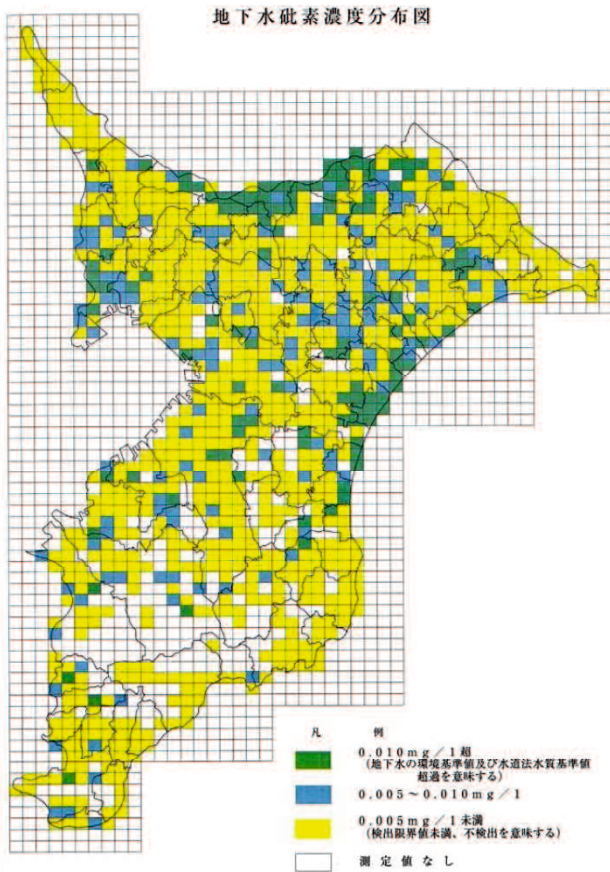 地下水砒素濃度分布図
凡 例
0.010mg/l超
(地下水の環境基準値及び水道法水質基準値
超過を意味する)
0.005~0.010mg/l
0.005mg/l未満
(検出限界値未満、不検出を意味する)
測定値なし